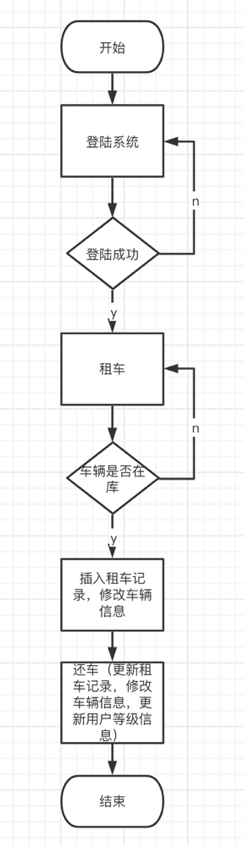 开始
登陆系统
登陆成功
n
y
租车
车辆是否在
库
n
y
插入租车记
录，修改车辆
信息
还车（更新租
车记录，修改
车辆信息，更
新用户等级信
息）
结束